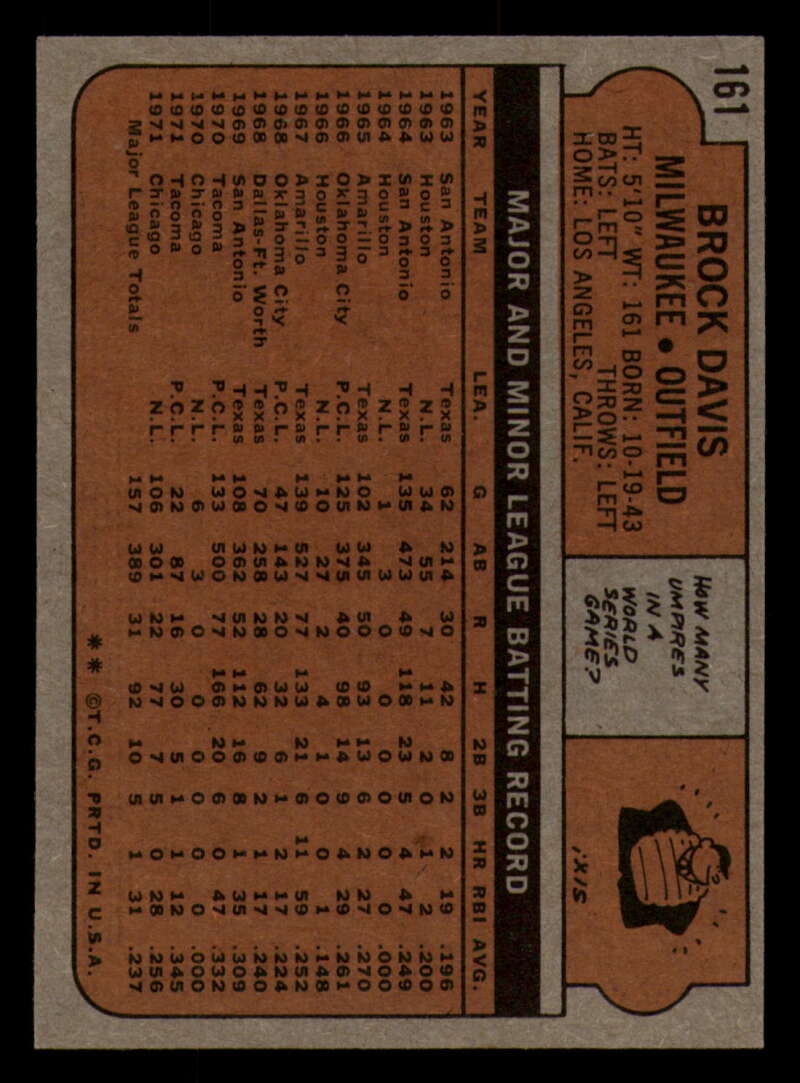 161
BROCK DAVIS
MILWAUKEE • OUTFIELD
HT: 5'10" WT: 161 BORN: 10-19-43
BATS: LEFT THROWS: LEFT
HOME: LOS ANGELES, CALIF.
HOW MANY
UMPIRES
IN A
WORLD
SERIES
GAME?
"SIX."
MAJOR AND MINOR LEAGUE BATTING RECORD
YEAR TEAM LEA. G AB R H 2B 3B HR RBI AVG.
1963 San Antonio Texas 62 214 30 42 8 2 2 19 .196
1963 Houston N.L. 34 55 7 11 2 0 1 2 .200
1964 San Antonio Texas 135 473 49 118 23 5 4 47 .249
1964 Houston N.L. 1 3 0 0 0 0 0 0 .000
1965 Amarillo Texas 102 345 50 93 13 6 2 27 .270
1966 Oklahoma City P.C.L. 125 375 40 98 14 9 4 29 .261
1966 Houston N.L. 10 27 2 4 1 0 0 1 .148
1967 Amarillo Texas 139 527 77 133 21 6 11 59 .252
1968 Oklahoma City P.C.L. 47 143 20 32 6 1 2 17 .224
1968 Dallas-Ft. Worth Texas 70 258 28 62 9 2 1 17 .240
1969 San Antonio Texas 108 362 52 112 16 8 1 35 .309
1970 Tacoma P.C.L. 133 500 77 166 20 6 0 47 .332
1970 Chicago N.L. 6 3 0 0 0 0 0 0 .000
1971 Tacoma P.C.L. 22 87 16 30 5 1 1 12 .345
1971 Chicago N.L. 106 301 22 77 7 5 0 28 .256
Major League Totals 157 389 31 92 10 5 1 31 .237
** ©T.C.G. PRTD. IN U.S.A.